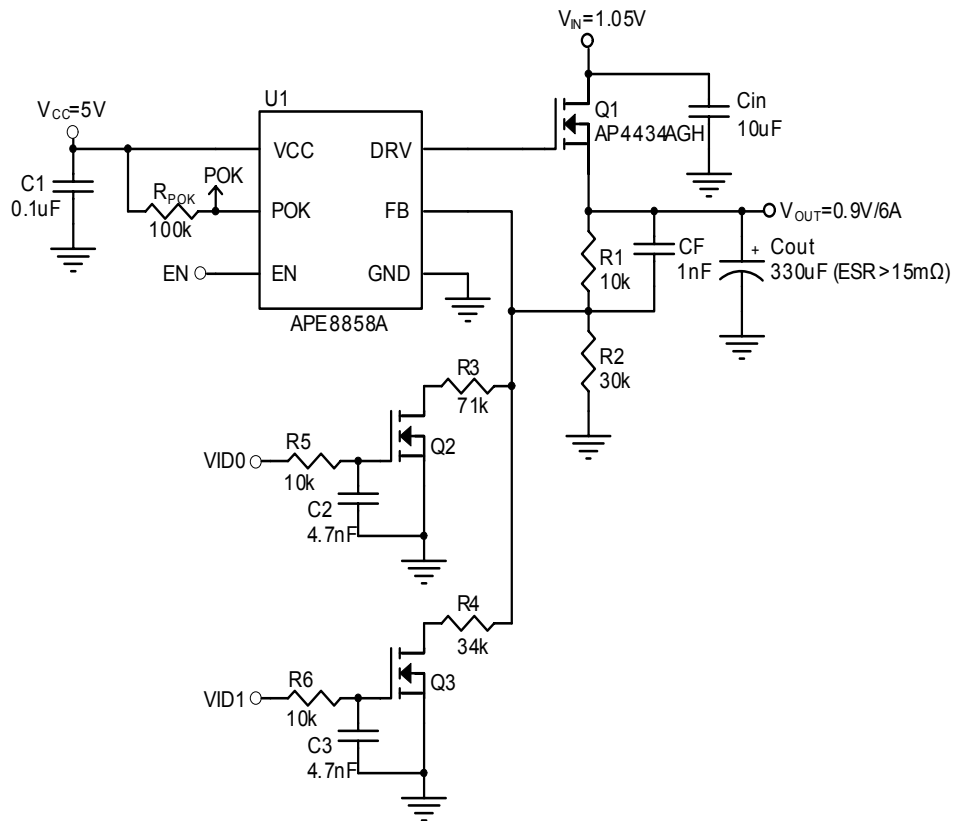 VIN=1.05V
U1
VCC=5V
Cin
10uF
Q1
AP4434AGH
VCC
DRV
C1
0.1uF
RPOK
100k
POK
POK
FB
VOUT=0.9V/6A
R1
10k
CF
1nF
+
Cout
330uF (ESR>15mΩ)
EN
EN
GND
APE8858A
R2
30k
R3
71k
Q2
VID0
R5
10k
C2
4.7nF
R4
34k
Q3
VID1
R6
10k
C3
4.7nF